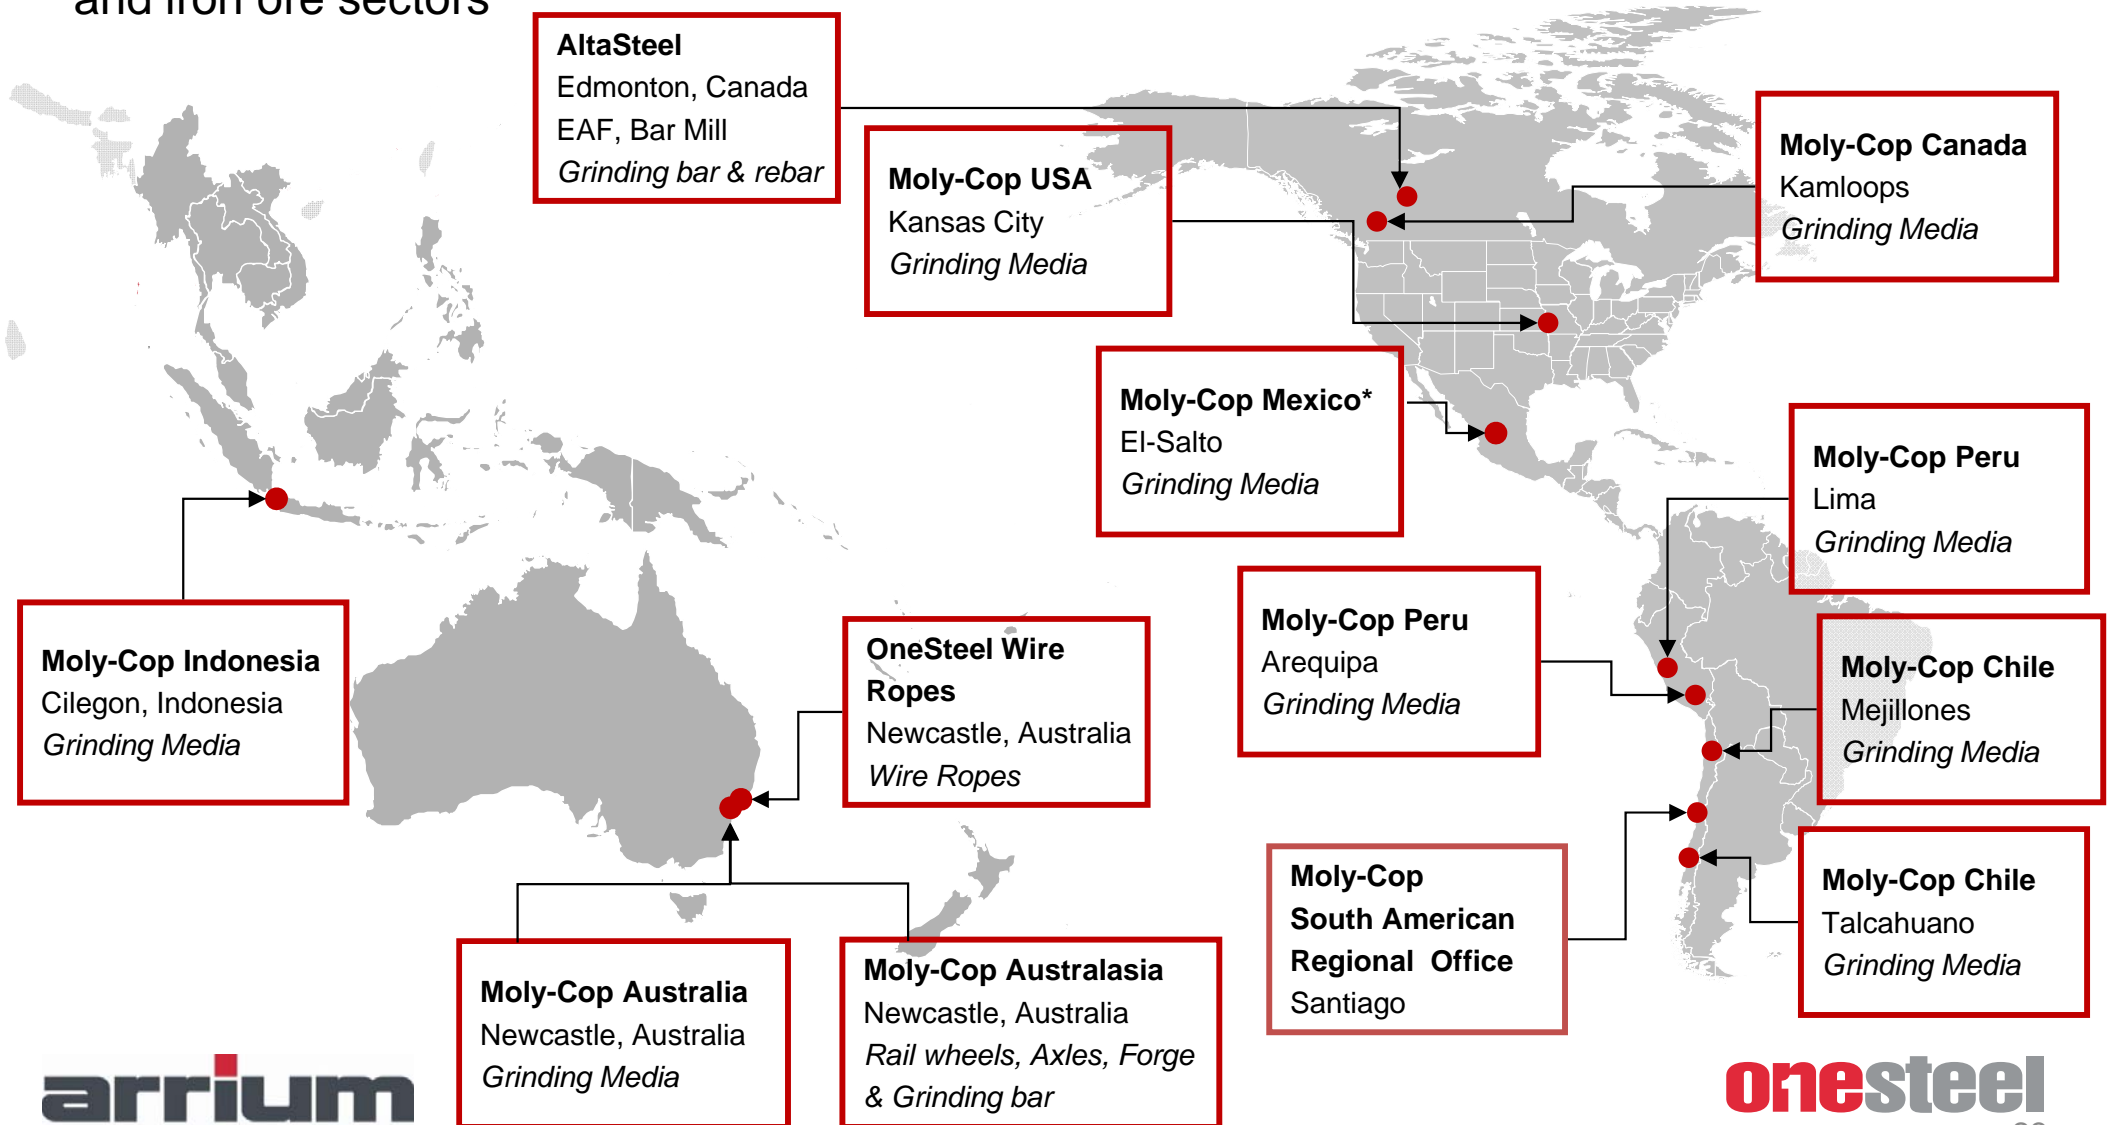 and iron ore sectors
AltaSteel
Edmonton, Canada
EAF, Bar Mill
Grinding bar & rebar
Moly-Cop USA
Kansas City
Grinding Media
Moly-Cop Canada
Kamloops
Grinding Media
Moly-Cop Mexico*
El-Salto
Grinding Media
Moly-Cop Peru
Lima
Grinding Media
Moly-Cop Indonesia
Cilegon, Indonesia
Grinding Media
OneSteel Wire
Ropes
Newcastle, Australia
Wire Ropes
Moly-Cop Peru
Arequipa
Grinding Media
Moly-Cop Chile
Mejillones
Grinding Media
Moly-Cop
South American
Regional Office
Santiago
Moly-Cop Chile
Talcahuano
Grinding Media
Moly-Cop Australia
Newcastle, Australia
Grinding Media
Moly-Cop Australasia
Newcastle, Australia
Rail wheels, Axles, Forge
& Grinding bar
arrium
onesteel